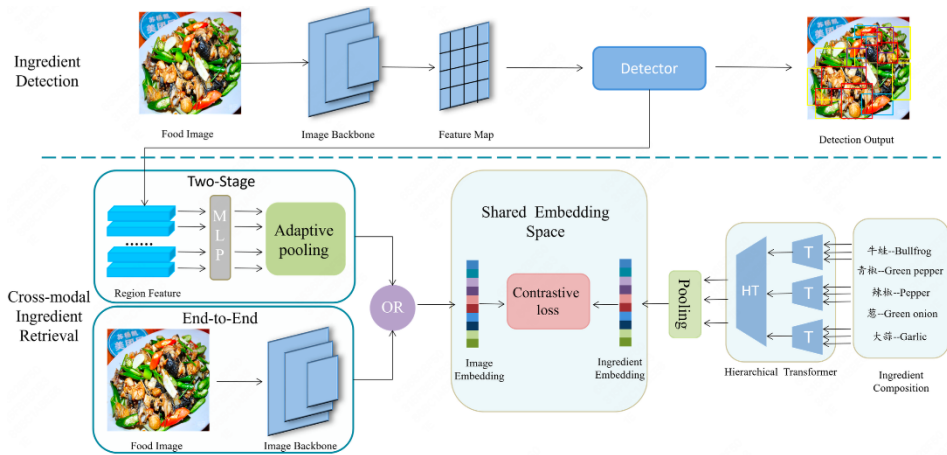 Ingredient
Detection
Food Image
Image Backbone
Feature Map
Detector
Detection Output
Cross-modal
Ingredient
Retrieval
Two-Stage
Region Feature
......
MLP
Adaptive
pooling
End-to-End
Food Image
Image Backbone
OR
Shared Embedding
Space
Image
Embedding
Contrastive
loss
Ingredient
Embedding
Pooling
HT
T
T
T
Hierarchical Transformer
牛蛙--Bullfrog
青椒--Green pepper
辣椒--Pepper
葱--Green onion
大蒜--Garlic
Ingredient
Composition